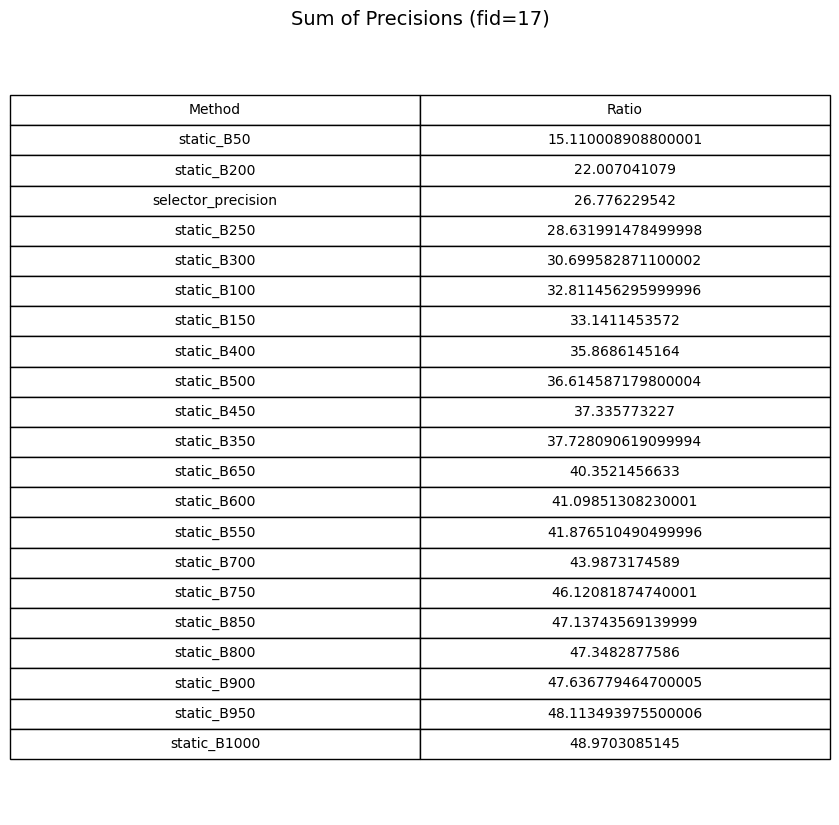 Sum of Precisions (fid=17)
Method Ratio
static_B50 15.110008908800001
static_B200 22.007041079
selector_precision 26.776229542
static_B250 28.631991478499998
static_B300 30.699582871100002
static_B100 32.811456295999996
static_B150 33.1411453572
static_B400 35.8686145164
static_B500 36.614587179800004
static_B450 37.335773227
static_B350 37.728090619099994
static_B650 40.3521456633
static_B600 41.09851308230001
static_B550 41.876510490499996
static_B700 43.9873174589
static_B750 46.12081874740001
static_B850 47.13743569139999
static_B800 47.3482877586
static_B900 47.636779464700005
static_B950 48.113493975500006
static_B1000 48.9703085145